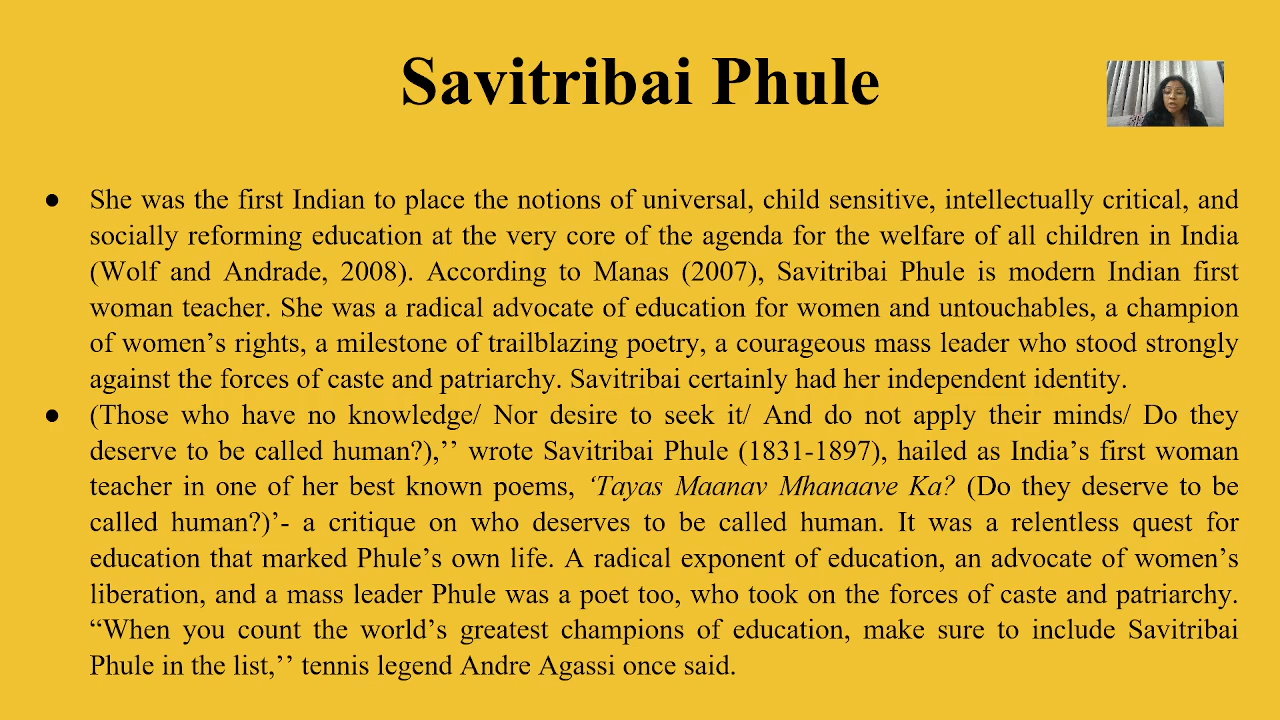 Savitribai Phule
● She was the first Indian to place the notions of universal, child sensitive, intellectually critical, and
socially reforming education at the very core of the agenda for the welfare of all children in India
(Wolf and Andrade, 2008). According to Manas (2007), Savitribai Phule is modern Indian first
woman teacher. She was a radical advocate of education for women and untouchables, a champion
of women’s rights, a milestone of trailblazing poetry, a courageous mass leader who stood strongly
against the forces of caste and patriarchy. Savitribai certainly had her independent identity.
● (Those who have no knowledge/ Nor desire to seek it/ And do not apply their minds/ Do they
deserve to be called human?),’’ wrote Savitribai Phule (1831-1897), hailed as India’s first woman
teacher in one of her best known poems, ‘Tayas Maanav Mhanaave Ka? (Do they deserve to be
called human?)’- a critique on who deserves to be called human. It was a relentless quest for
education that marked Phule’s own life. A radical exponent of education, an advocate of women’s
liberation, and a mass leader Phule was a poet too, who took on the forces of caste and patriarchy.
“When you count the world’s greatest champions of education, make sure to include Savitribai
Phule in the list,’’ tennis legend Andre Agassi once said.